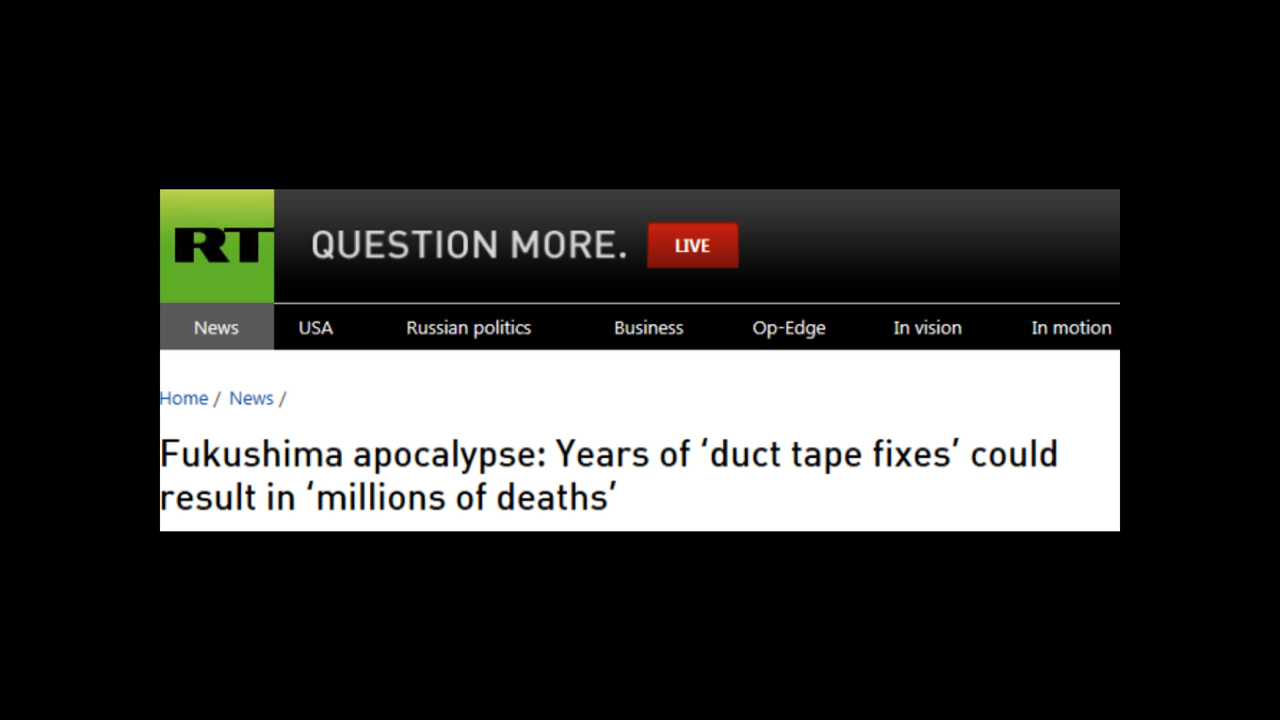 RT QUESTION MORE. LIVE
News USA Russian politics Business Op-Edge In vision In motion
Home / News /
Fukushima apocalypse: Years of ‘duct tape fixes’ could
result in ‘millions of deaths’